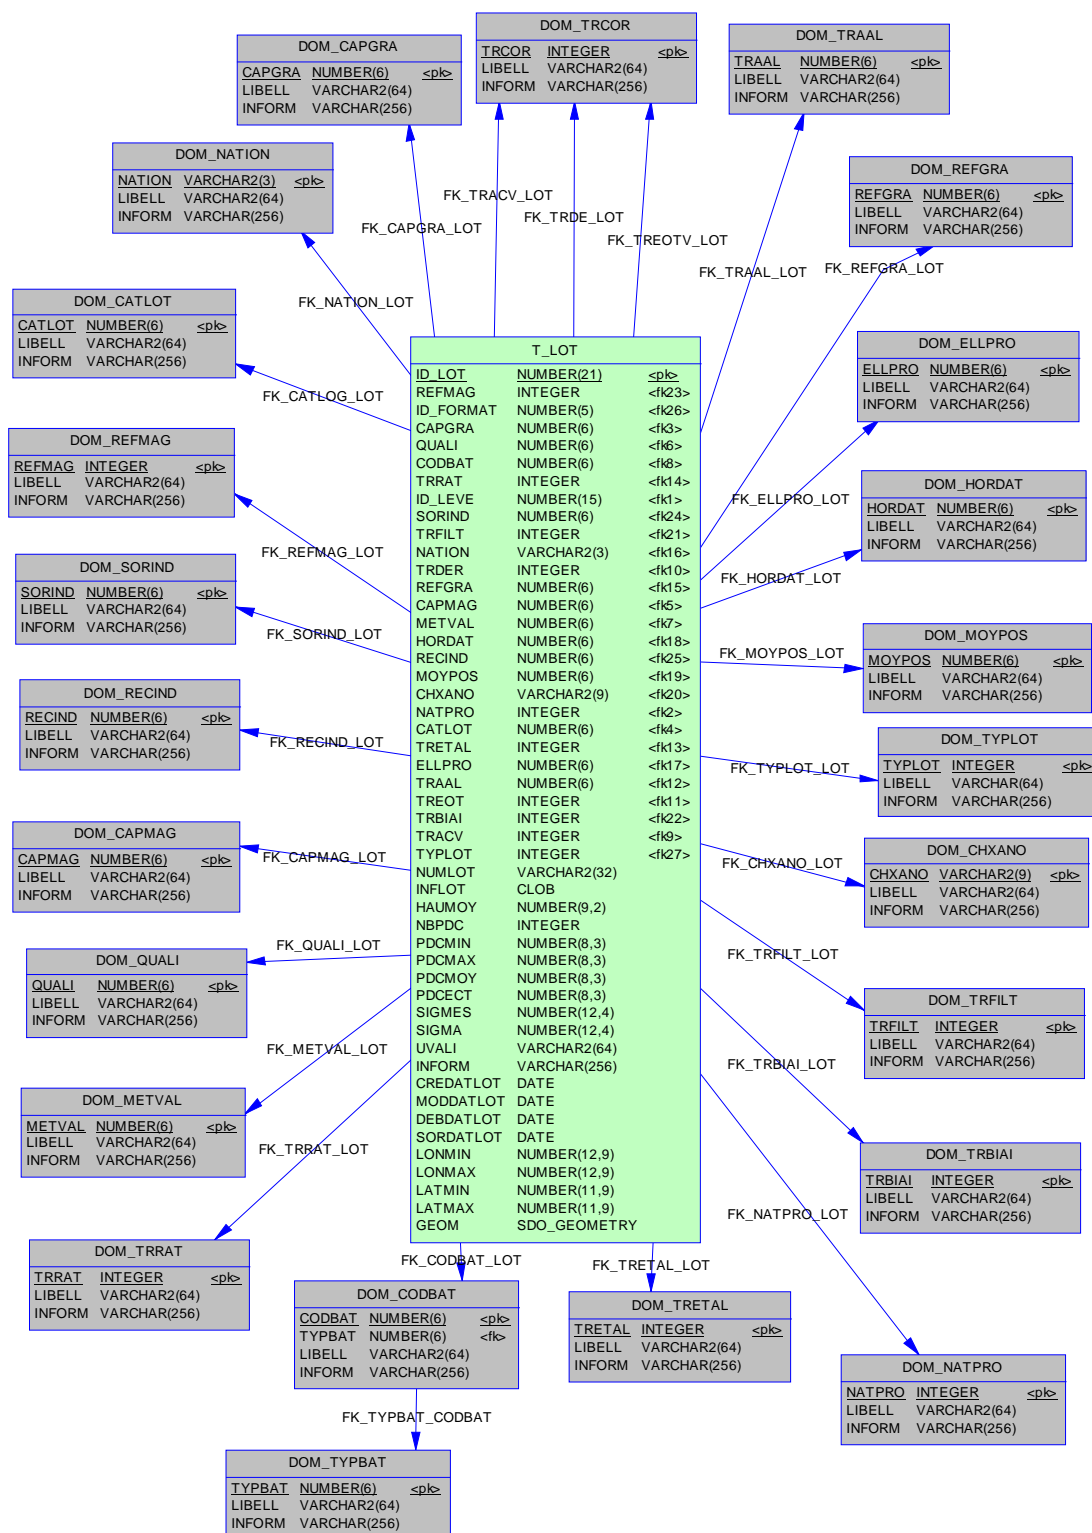 DOM_TRCOR
TRCOR INTEGER <pk>
LIBELL VARCHAR2(64)
INFORM VARCHAR(256)
DOM_TRAAL
TRAAL NUMBER(6) <pk>
LIBELL VARCHAR2(64)
INFORM VARCHAR(256)
DOM_CAPGRA
CAPGRA NUMBER(6) <pk>
LIBELL VARCHAR2(64)
INFORM VARCHAR(256)
DOM_NATION
NATION VARCHAR2(3) <pk>
LIBELL VARCHAR2(64)
INFORM VARCHAR(256)
DOM_REFGRA
REFGRA NUMBER(6) <pk>
LIBELL VARCHAR2(64)
INFORM VARCHAR(256)
FK_TRACV_LOT
FK_CAPGRA_LOT
FK_TRDE_LOT
FK_TREOTV_LOT
FK_TRAAL_LOT
FK_REFGRA_LOT
FK_NATION_LOT
DOM_CATLOT
CATLOT NUMBER(6) <pk>
LIBELL VARCHAR2(64)
INFORM VARCHAR(256)
FK_CATLOG_LOT
DOM_ELLPRO
ELLPRO NUMBER(6) <pk>
LIBELL VARCHAR2(64)
INFORM VARCHAR(256)
FK_ELLPRO_LOT
T_LOT
ID_LOT NUMBER(21) <pk>
REFMAG INTEGER <fk23>
ID_FORMAT NUMBER(5) <fk26>
CAPGRA NUMBER(6) <fk3>
QUALI NUMBER(6) <fk6>
CODBAT NUMBER(6) <fk8>
TRRAT INTEGER <fk14>
ID_LEVE NUMBER(15) <fk1>
SORIND NUMBER(6) <fk24>
TRFILT INTEGER <fk21>
NATION VARCHAR2(3) <fk16>
TRDER INTEGER <fk10>
REFGRA NUMBER(6) <fk15>
CAPMAG NUMBER(6) <fk5>
METVAL NUMBER(6) <fk7>
HORDAT NUMBER(6) <fk18>
RECIND NUMBER(6) <fk25>
MOYPOS NUMBER(6) <fk19>
CHXANO VARCHAR2(9) <fk20>
NATPRO INTEGER <fk2>
CATLOT NUMBER(6) <fk4>
TRETAL INTEGER <fk13>
ELLPRO NUMBER(6) <fk17>
TRAAL NUMBER(6) <fk12>
TREOT INTEGER <fk11>
TRBIAI INTEGER <fk22>
TRACV INTEGER <fk9>
TYPLOT INTEGER <fk27>
NUMLOT VARCHAR2(32)
INFLOT CLOB
HAUMOY NUMBER(9,2)
NBPDC INTEGER
PDCMIN NUMBER(8,3)
PDCMAX NUMBER(8,3)
PDCMOY NUMBER(8,3)
PDCECT NUMBER(8,3)
SIGMES NUMBER(12,4)
SIGMA NUMBER(12,4)
UVALI VARCHAR2(64)
INFORM VARCHAR(256)
CREDATLOT DATE
MODDATLOT DATE
DEBDATLOT DATE
SORDATLOT DATE
LONMIN NUMBER(12,9)
LONMAX NUMBER(12,9)
LATMIN NUMBER(11,9)
LATMAX NUMBER(11,9)
GEOM SDO_GEOMETRY
DOM_REFMAG
REFMAG INTEGER <pk>
LIBELL VARCHAR2(64)
INFORM VARCHAR(256)
FK_REFMAG_LOT
DOM_HORDAT
HORDAT NUMBER(6) <pk>
LIBELL VARCHAR2(64)
INFORM VARCHAR(256)
FK_HORDAT_LOT
DOM_SORIND
SORIND NUMBER(6) <pk>
LIBELL VARCHAR2(64)
INFORM VARCHAR(256)
FK_SORIND_LOT
DOM_MOYPOS
MOYPOS NUMBER(6) <pk>
LIBELL VARCHAR2(64)
INFORM VARCHAR(256)
FK_MOYPOS_LOT
DOM_RECIND
RECIND NUMBER(6) <pk>
LIBELL VARCHAR2(64)
INFORM VARCHAR(256)
FK_RECIND_LOT
DOM_TYPLOT
TYPLOT INTEGER <pk>
LIBELL VARCHAR(64)
INFORM VARCHAR(256)
FK_TYPLOT_LOT
DOM_CAPMAG
CAPMAG NUMBER(6) <pk>
LIBELL VARCHAR2(64)
INFORM VARCHAR(256)
FK_CAPMAG_LOT
DOM_CHXANO
CHXANO VARCHAR2(9) <pk>
LIBELL VARCHAR2(64)
INFORM VARCHAR(256)
FK_CHXANO_LOT
DOM_QUALI
QUALI NUMBER(6) <pk>
LIBELL VARCHAR2(64)
INFORM VARCHAR(256)
FK_QUALI_LOT
FK_TRFILT_LOT
DOM_TRFILT
TRFILT INTEGER <pk>
LIBELL VARCHAR2(64)
INFORM VARCHAR(256)
FK_METVAL_LOT
FK_TRBIAI_LOT
DOM_METVAL
METVAL NUMBER(6) <pk>
LIBELL VARCHAR2(64)
INFORM VARCHAR(256)
DOM_TRBIAI
TRBIAI INTEGER <pk>
LIBELL VARCHAR2(64)
INFORM VARCHAR(256)
FK_TRRAT_LOT
FK_NATPRO_LOT
DOM_TRRAT
TRRAT INTEGER <pk>
LIBELL VARCHAR2(64)
INFORM VARCHAR(256)
FK_CODBAT_LOT
FK_TRETAL_LOT
DOM_CODBAT
CODBAT NUMBER(6) <pk>
TYPBAT NUMBER(6) <fk>
LIBELL VARCHAR2(64)
INFORM VARCHAR(256)
DOM_TRETAL
TRETAL INTEGER <pk>
LIBELL VARCHAR2(64)
INFORM VARCHAR(256)
DOM_NATPRO
NATPRO INTEGER <pk>
LIBELL VARCHAR2(64)
INFORM VARCHAR(256)
FK_TYPBAT_CODBAT
DOM_TYPBAT
TYPBAT NUMBER(6) <pk>
LIBELL VARCHAR2(64)
INFORM VARCHAR(256)